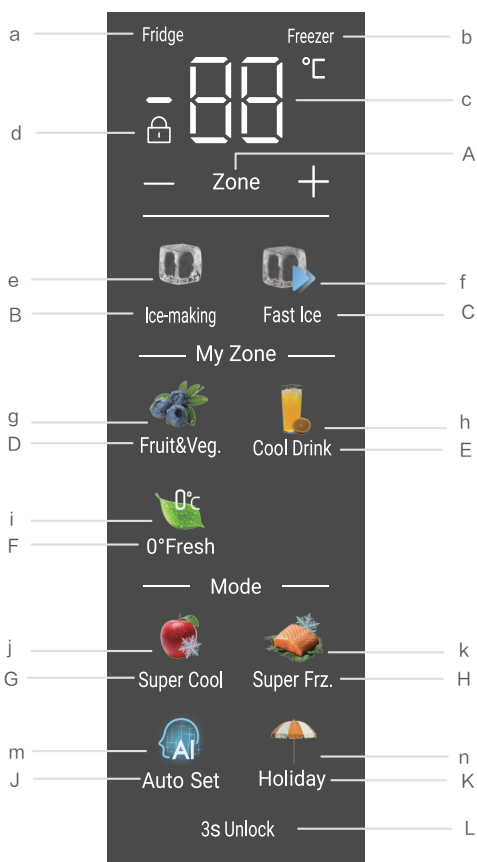 a Fridge Freezer b
°C
-88 c
d
A
— Zone +
e f
B Ice-making Fast Ice C
My Zone
g h
D Fruit&Veg. Cool Drink E
0°c
i
F 0°Fresh
Mode
j k
G Super Cool Super Frz. H
AI
m n
J Auto Set Holiday K
3s Unlock L